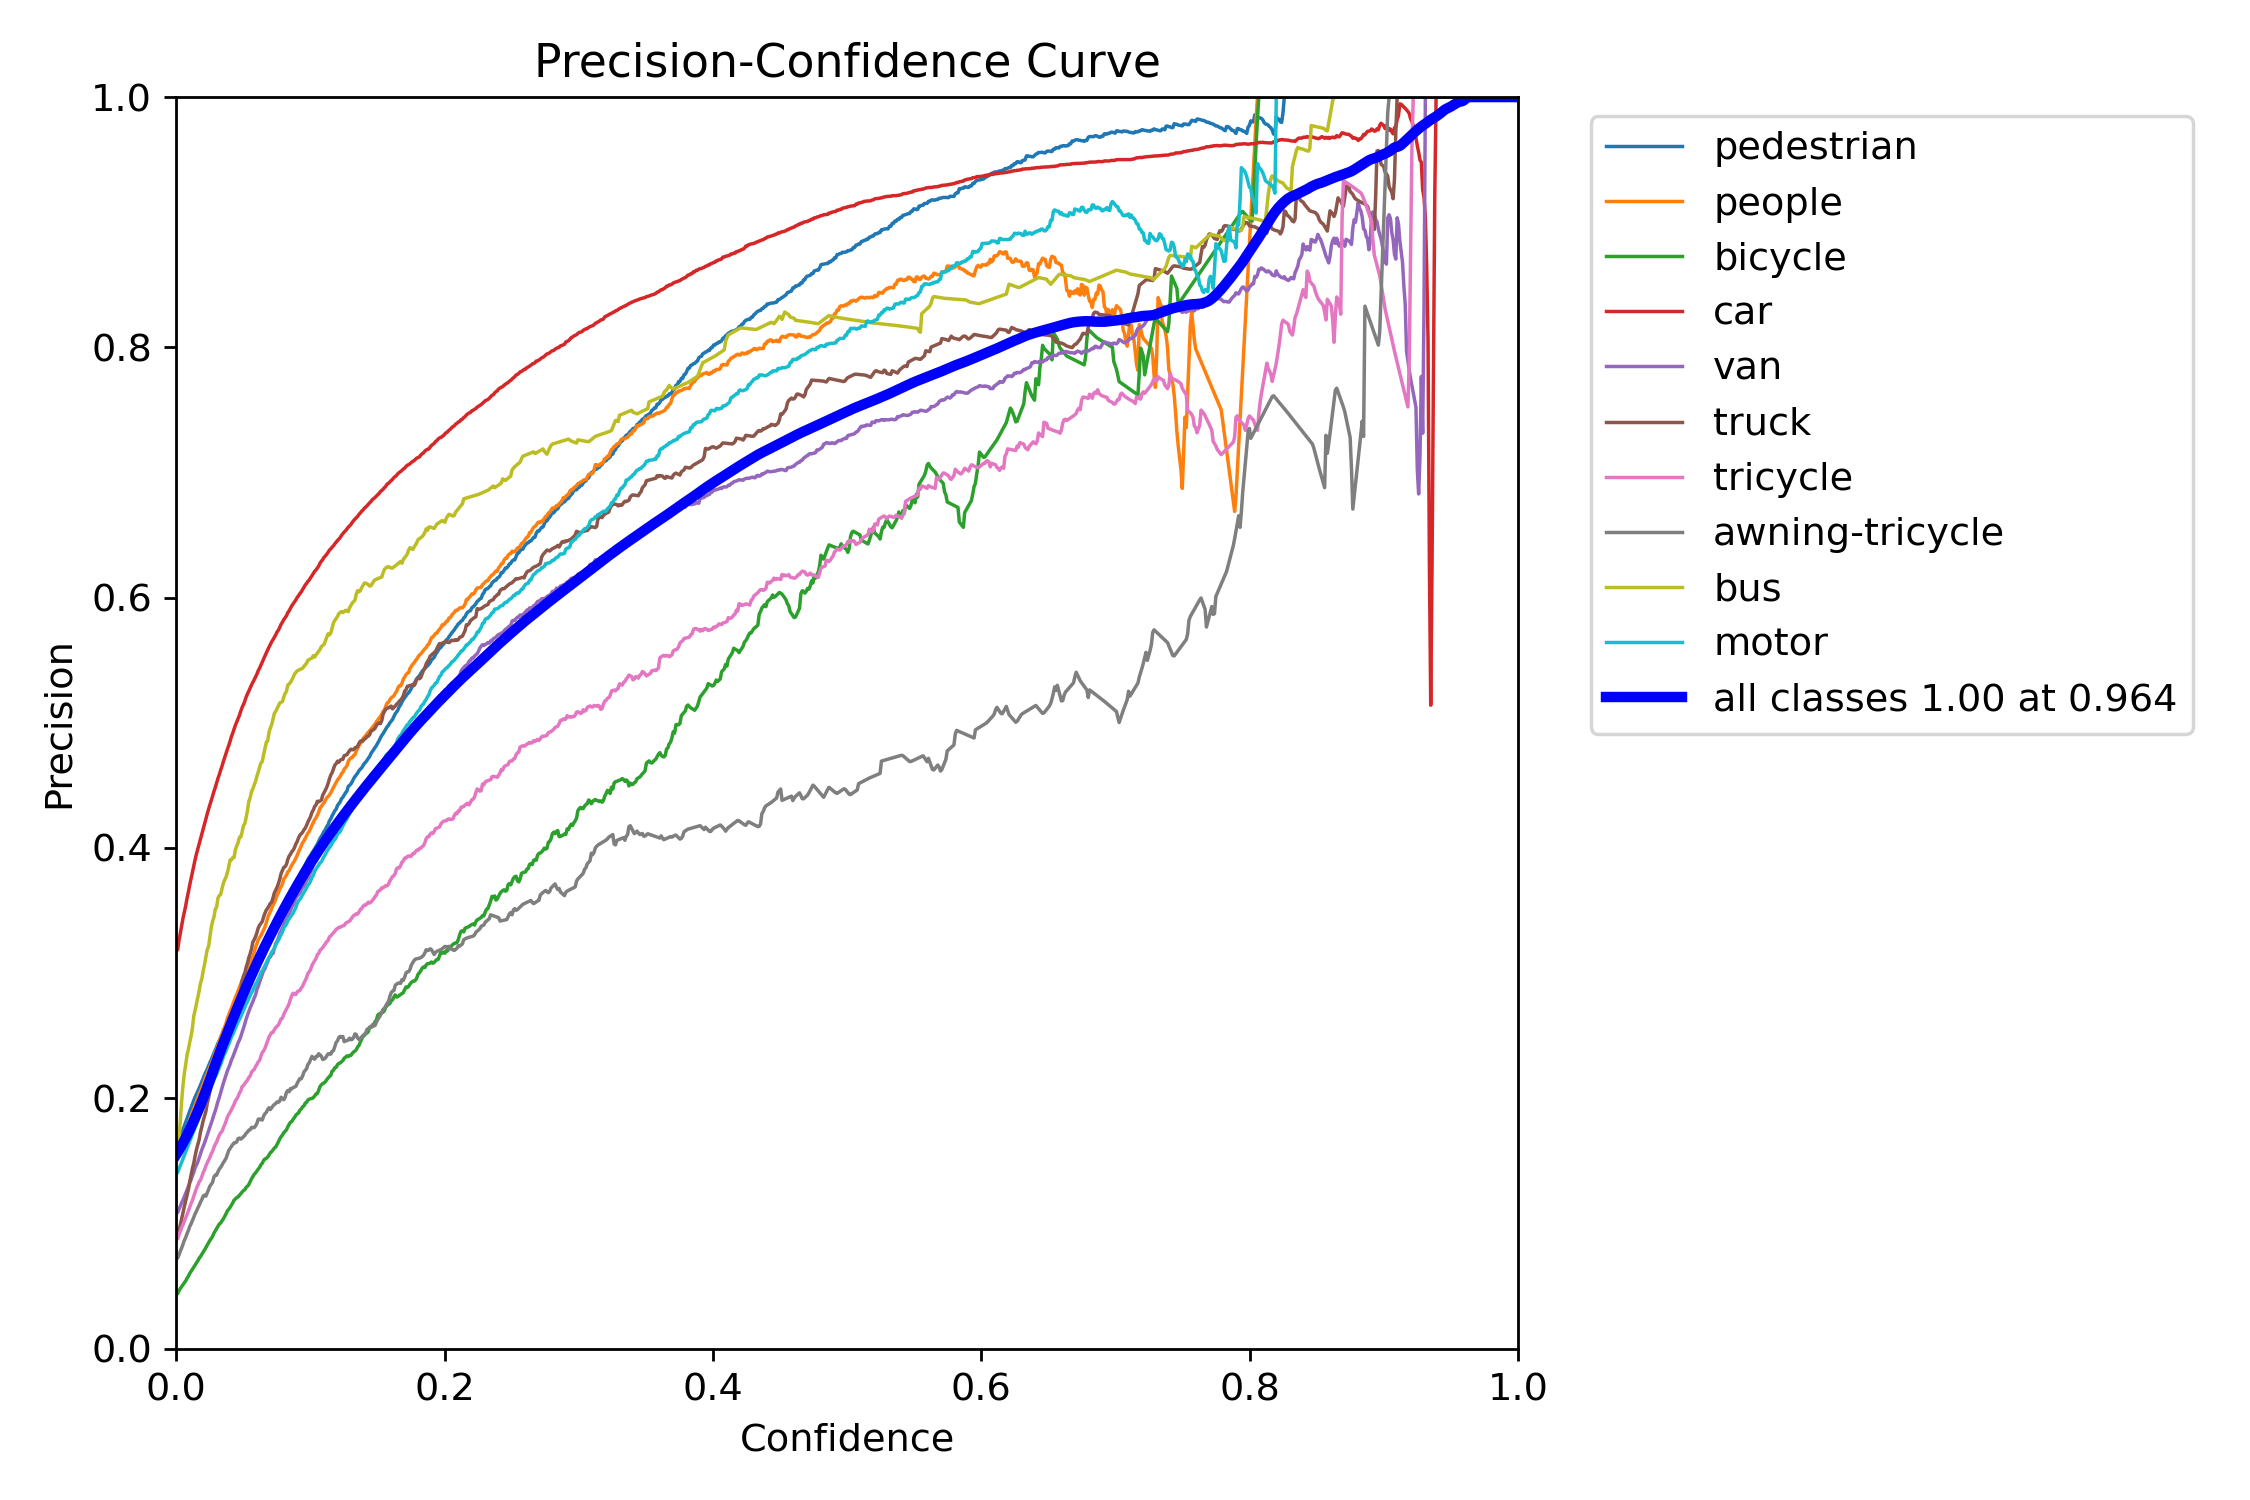 Precision-Confidence Curve
1.0
0.8
0.6
0.4
0.2
0.0
Precision
0.0 0.2 0.4 0.6 0.8 1.0
Confidence
pedestrian
people
bicycle
car
van
truck
tricycle
awning-tricycle
bus
motor
all classes 1.00 at 0.964